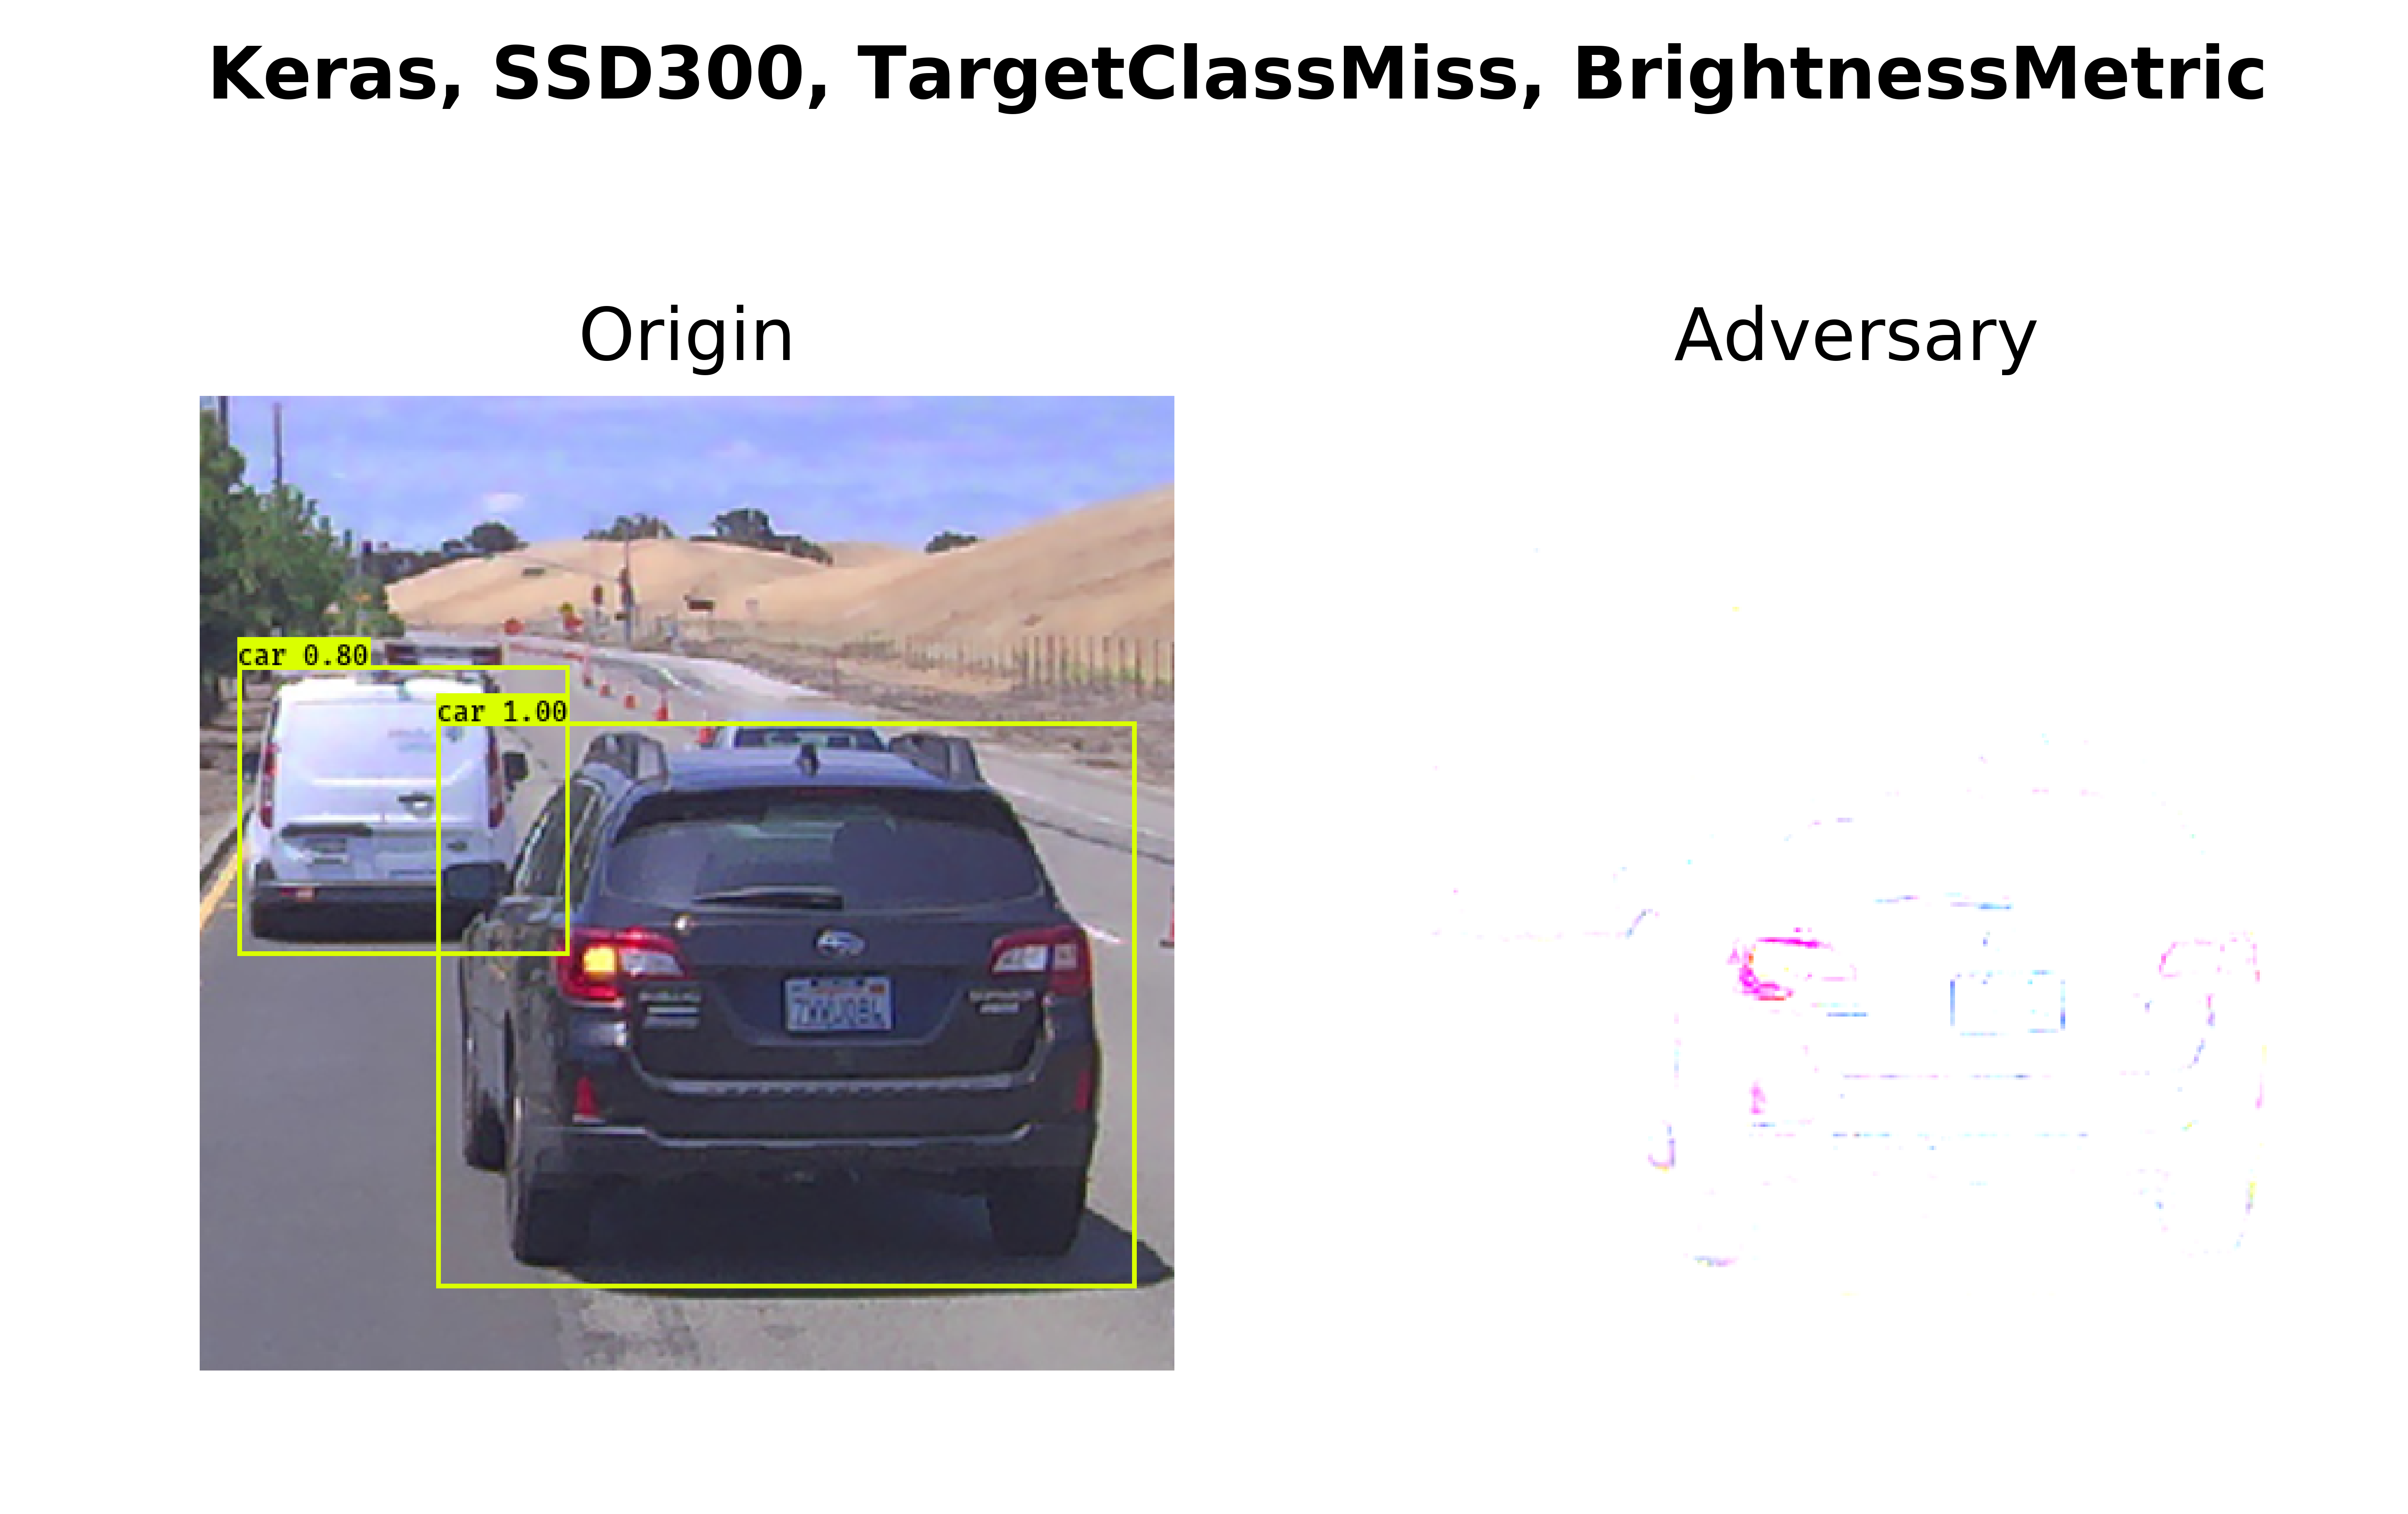 Keras, SSD300, TargetClassMiss, BrightnessMetric
Origin
Adversary
car 0.80
car 1.00